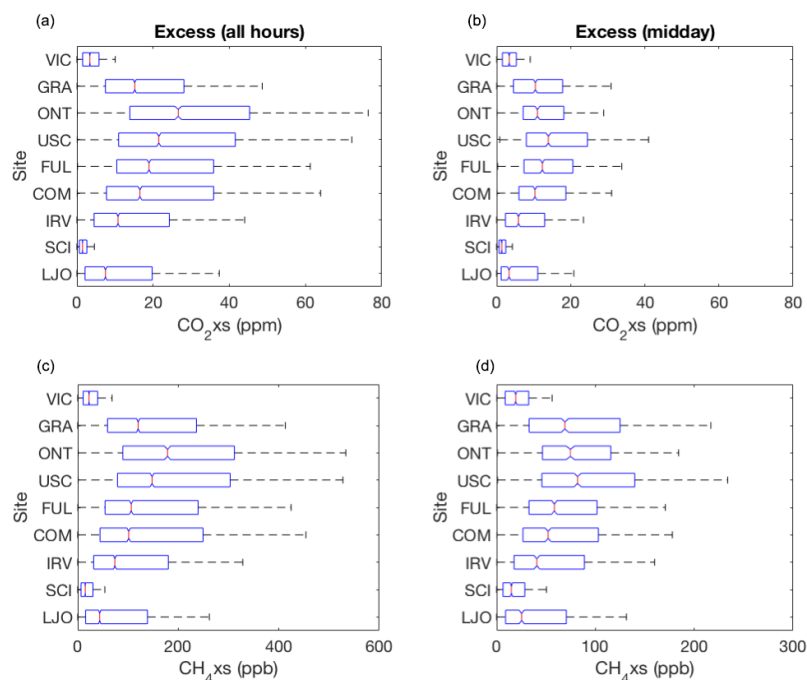 (a)
Excess (all hours)
VIC
GRA
ONT
USC
FUL
COM
IRV
SCI
LJO
Site
0 20 40 60 80
CO2xs (ppm)
(b)
Excess (midday)
VIC
GRA
ONT
USC
FUL
COM
IRV
SCI
LJO
Site
0 20 40 60 80
CO2xs (ppm)
(c)
VIC
GRA
ONT
USC
FUL
COM
IRV
SCI
LJO
Site
0 200 400 600
CH4xs (ppb)
(d)
VIC
GRA
ONT
USC
FUL
COM
IRV
SCI
LJO
Site
0 100 200 300
CH4xs (ppb)